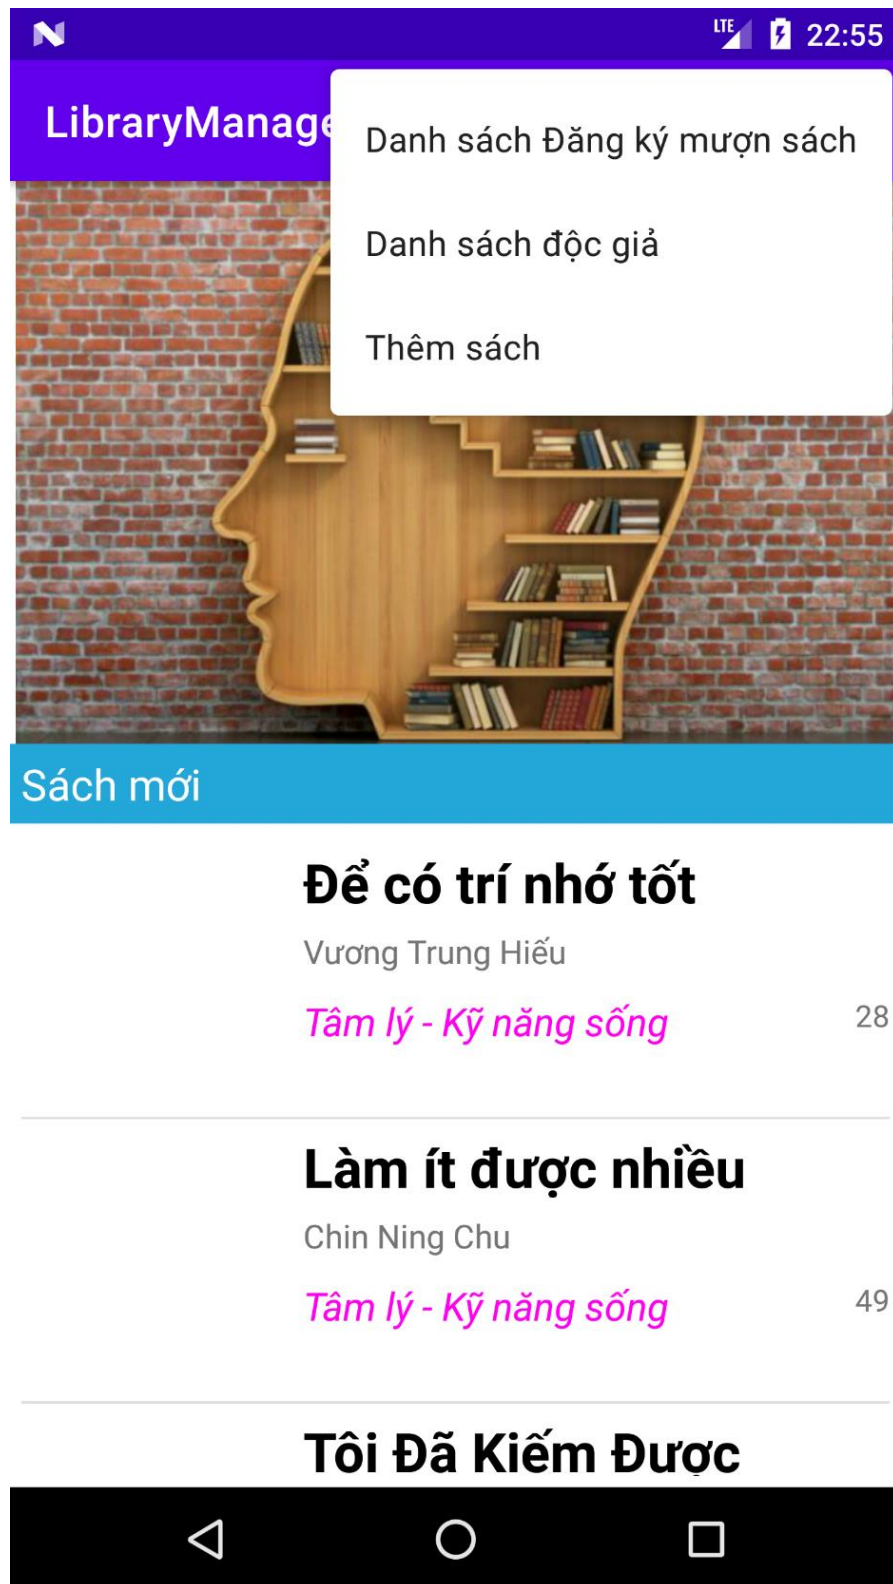 LTE 22:55
LibraryManage
Danh sách Đăng ký mượn sách
Danh sách độc giả
Thêm sách
Sách mới
Để có trí nhớ tốt
Vương Trung Hiếu
Tâm lý - Kỹ năng sống 28
Làm ít được nhiều
Chin Ning Chu
Tâm lý - Kỹ năng sống 49
Tôi Đã Kiếm Được